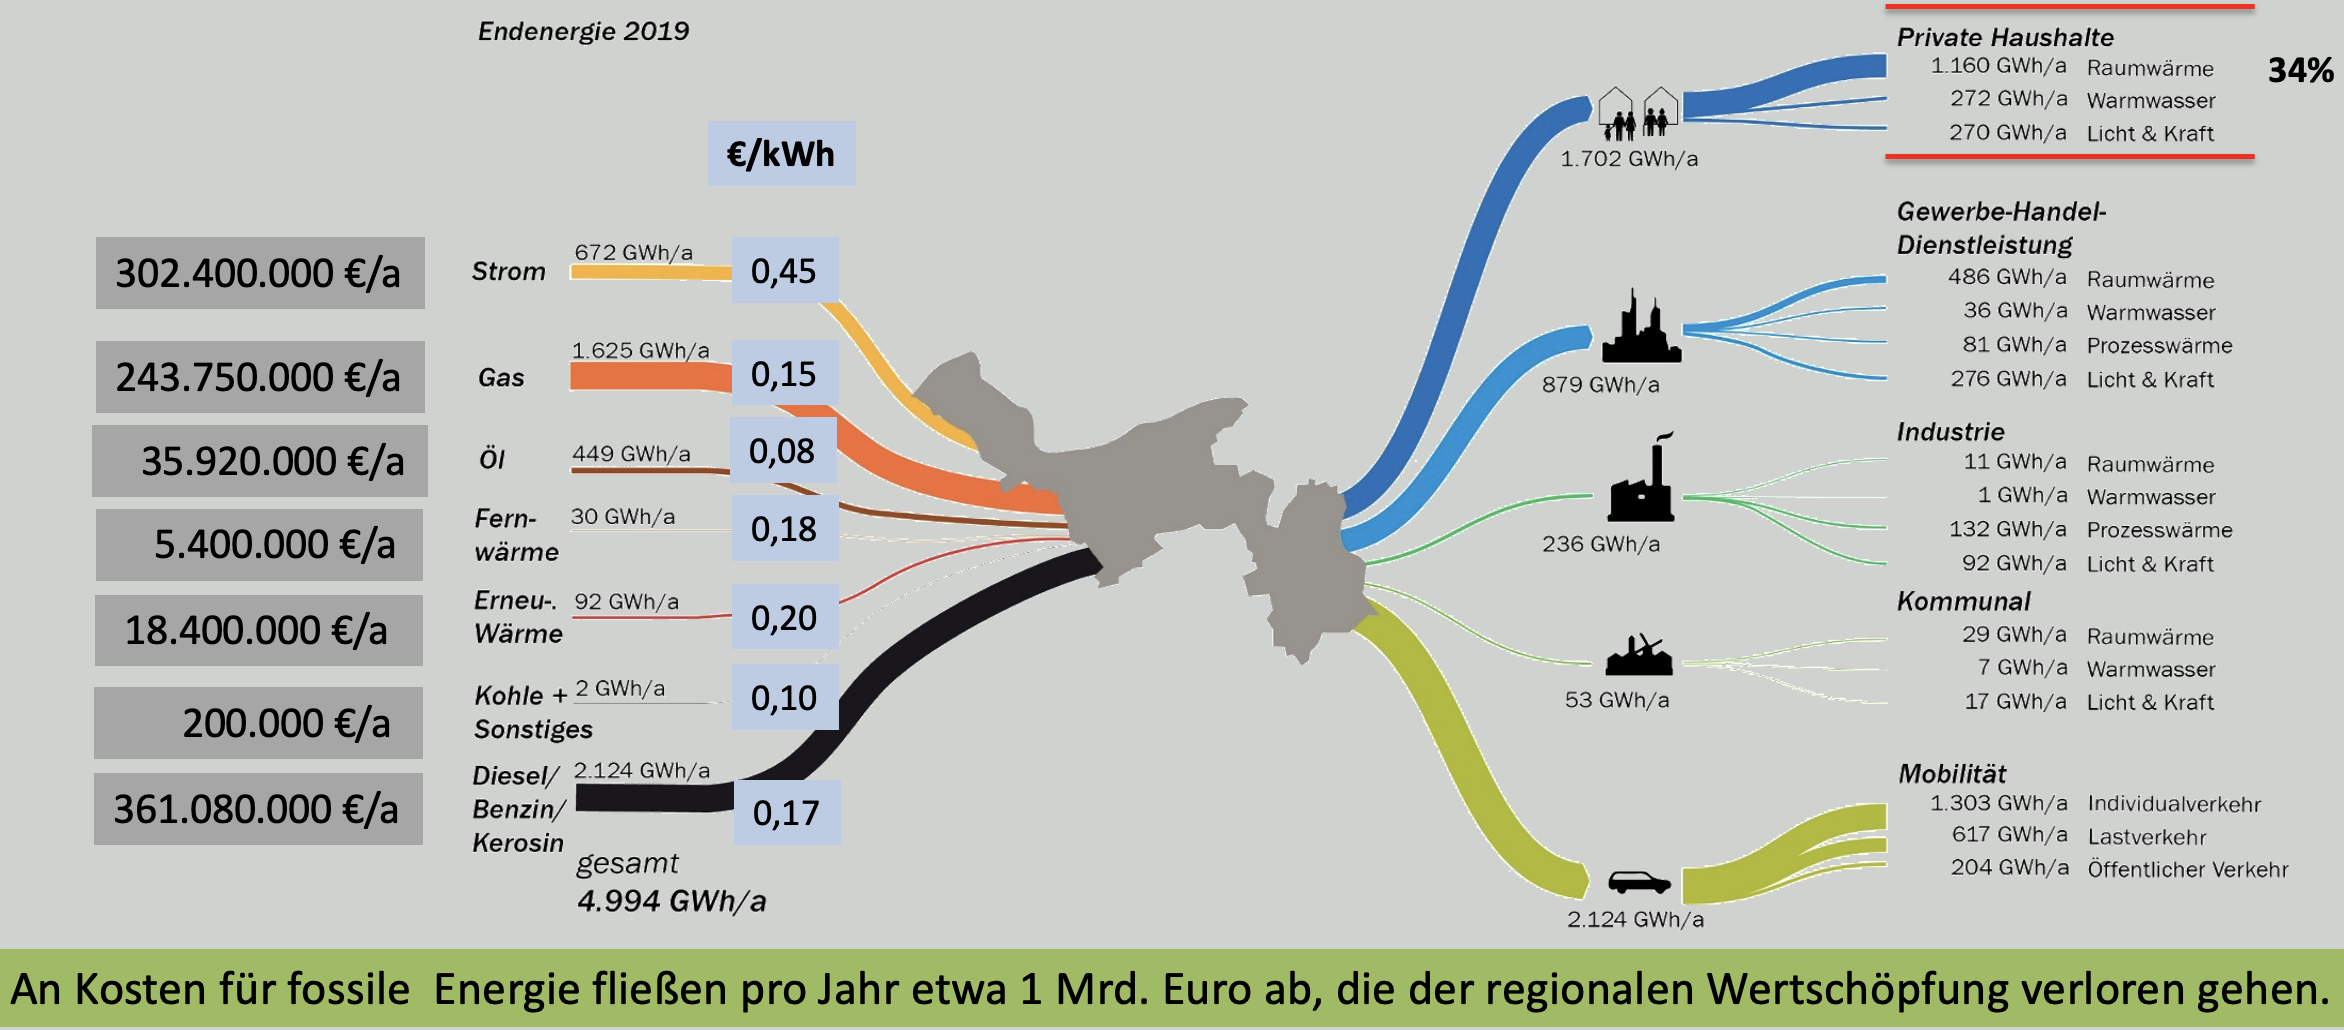 Endenergie 2019
€/kWh
302.400.000 €/a
Strom
672 GWh/a
0,45
243.750.000 €/a
Gas
1.625 GWh/a
0,15
35.920.000 €/a
Öl
449 GWh/a
0,08
5.400.000 €/a
Fern-
wärme
30 GWh/a
0,18
18.400.000 €/a
Erneu-.
Wärme
92 GWh/a
0,20
200.000 €/a
Kohle +
Sonstiges
2 GWh/a
0,10
361.080.000 €/a
Diesel/
Benzin/
Kerosin
2.124 GWh/a
0,17
gesamt
4.994 GWh/a
1.702 GWh/a
Private Haushalte
1.160 GWh/a Raumwärme
272 GWh/a Warmwasser
270 GWh/a Licht & Kraft
34%
879 GWh/a
Gewerbe-Handel-
Dienstleistung
486 GWh/a Raumwärme
36 GWh/a Warmwasser
81 GWh/a Prozesswärme
276 GWh/a Licht & Kraft
236 GWh/a
Industrie
11 GWh/a Raumwärme
1 GWh/a Warmwasser
132 GWh/a Prozesswärme
92 GWh/a Licht & Kraft
53 GWh/a
Kommunal
29 GWh/a Raumwärme
7 GWh/a Warmwasser
17 GWh/a Licht & Kraft
2.124 GWh/a
Mobilität
1.303 GWh/a Individualverkehr
617 GWh/a Lastverkehr
204 GWh/a Öffentlicher Verkehr
An Kosten für fossile Energie fließen pro Jahr etwa 1 Mrd. Euro ab, die der regionalen Wertschöpfung verloren gehen.